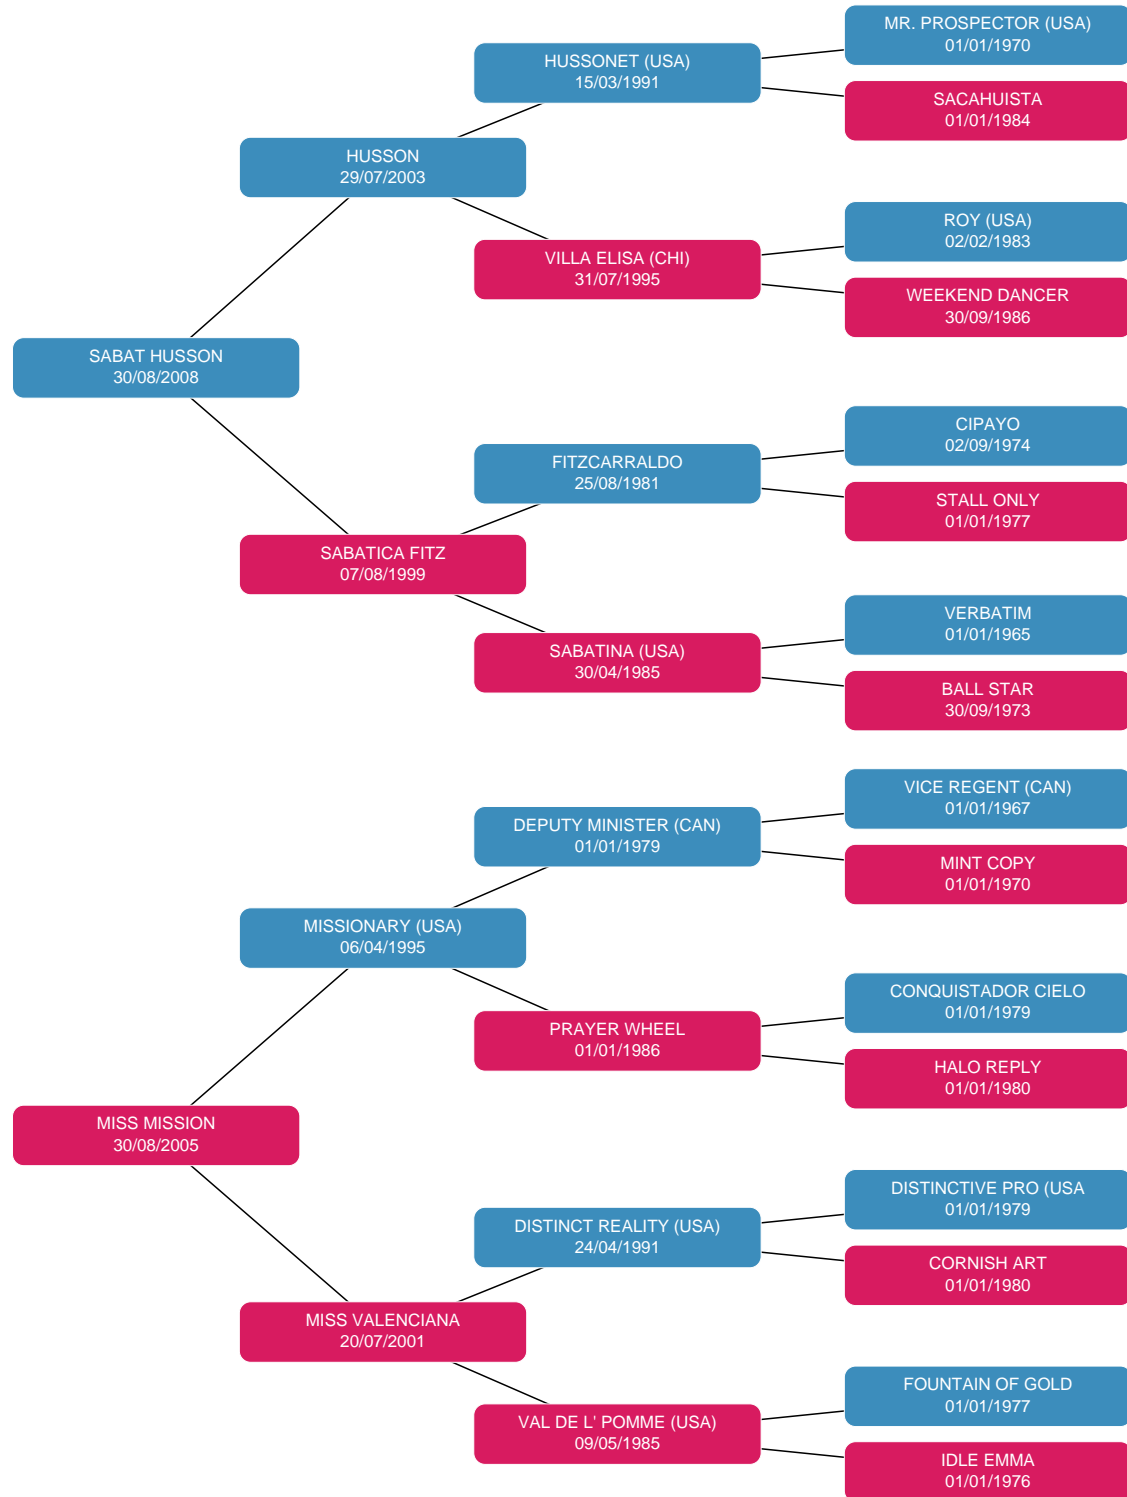 MR. PROSPECTOR (USA)
01/01/1970
HUSSONET (USA)
15/03/1991
SACAHUISTA
01/01/1984
HUSSON
29/07/2003
ROY (USA)
02/02/1983
VILLA ELISA (CHI)
31/07/1995
WEEKEND DANCER
30/09/1986
SABAT HUSSON
30/08/2008
CIPAYO
02/09/1974
FITZCARRALDO
25/08/1981
STALL ONLY
01/01/1977
SABATICA FITZ
07/08/1999
VERBATIM
01/01/1965
SABATINA (USA)
30/04/1985
BALL STAR
30/09/1973
VICE REGENT (CAN)
01/01/1967
DEPUTY MINISTER (CAN)
01/01/1979
MINT COPY
01/01/1970
MISSIONARY (USA)
06/04/1995
CONQUISTADOR CIELO
01/01/1979
PRAYER WHEEL
01/01/1986
HALO REPLY
01/01/1980
MISS MISSION
30/08/2005
DISTINCTIVE PRO (USA
01/01/1979
DISTINCT REALITY (USA)
24/04/1991
CORNISH ART
01/01/1980
MISS VALENCIANA
20/07/2001
FOUNTAIN OF GOLD
01/01/1977
VAL DE L' POMME (USA)
09/05/1985
IDLE EMMA
01/01/1976